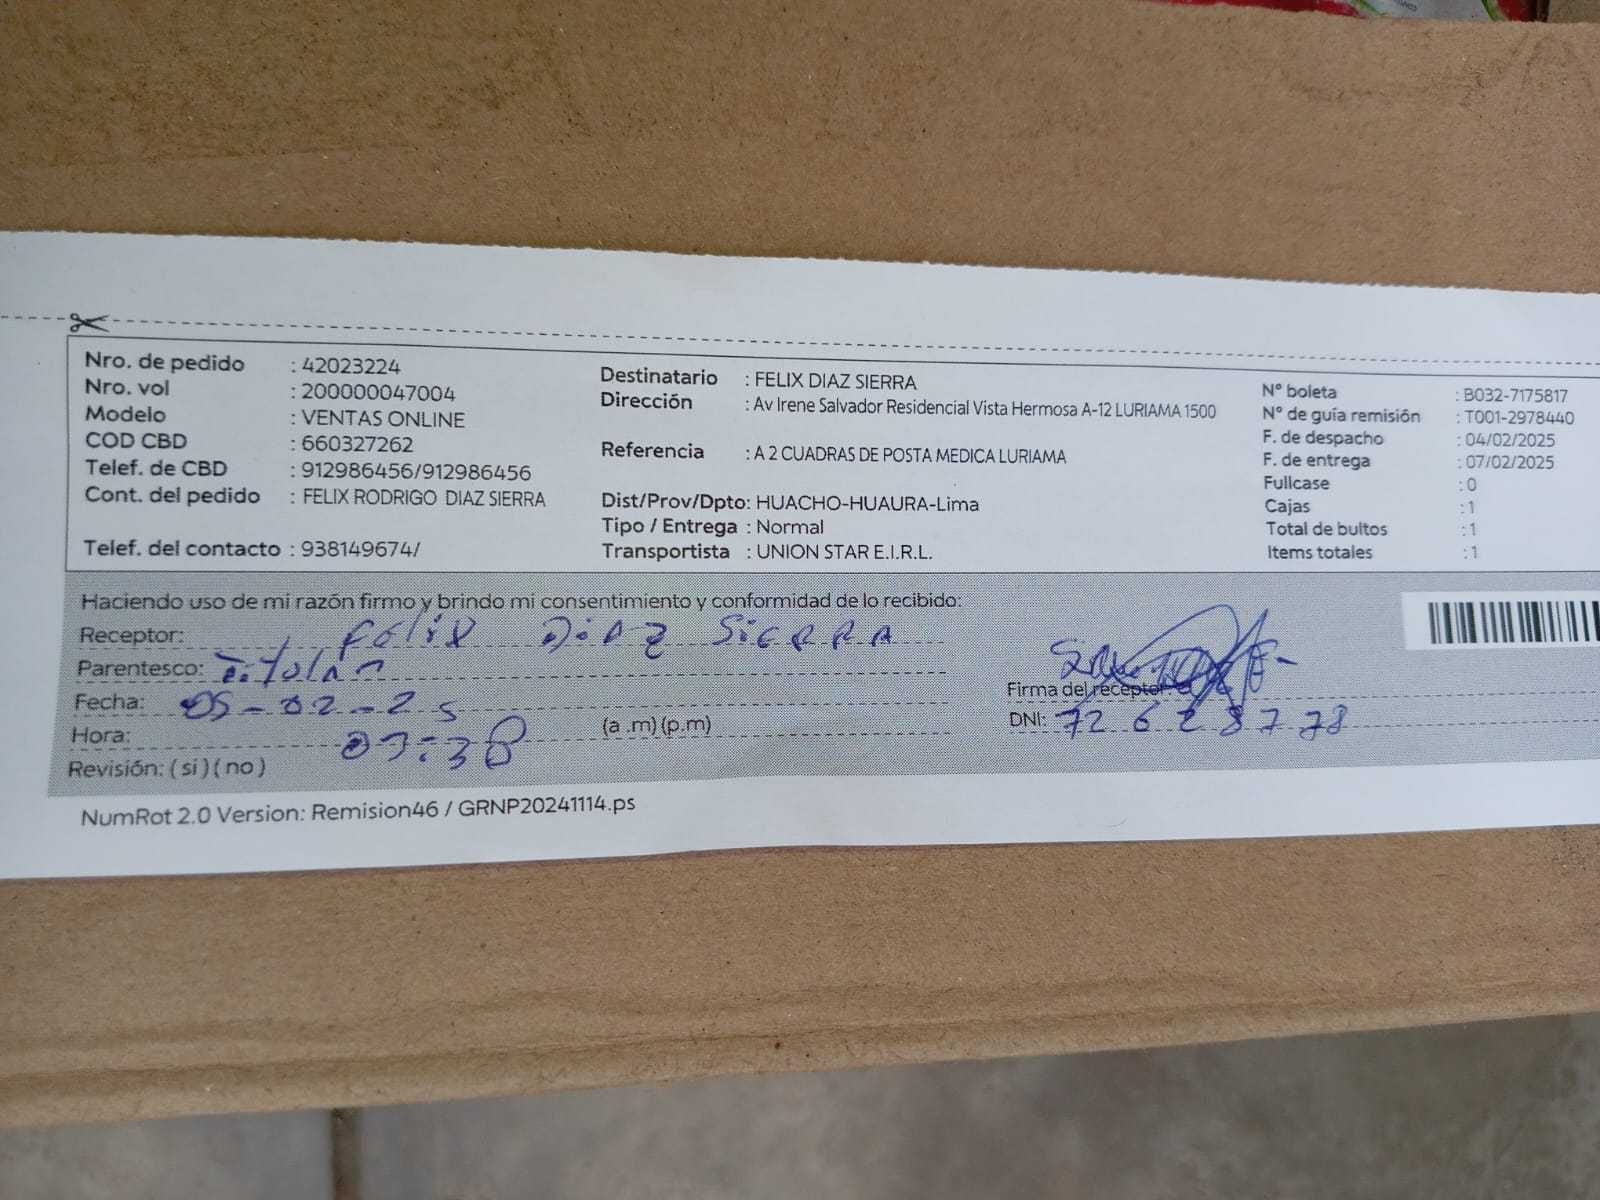 Nro. de pedido : 42023224
Nro. vol : 200000047004
Modelo : VENTAS ONLINE
COD CBD : 660327262
Telef. de CBD : 912986456/912986456
Cont. del pedido : FELIX RODRIGO DIAZ SIERRA
Telef. del contacto : 938149674/
Destinatario : FELIX DIAZ SIERRA
Dirección : Av Irene Salvador Residencial Vista Hermosa A-12 LURIAMA 1500
Referencia : A 2 CUADRAS DE POSTA MEDICA LURIAMA
Dist/Prov/Dpto: HUACHO-HUAURA-Lima
Tipo / Entrega : Normal
Transportista : UNION STAR E.I.R.L.
N° boleta : B032-7175817
N° de guía remisión : T001-2978440
F. de despacho : 04/02/2025
F. de entrega : 07/02/2025
Fullcase : 0
Cajas : 1
Total de bultos : 1
Items totales : 1
Haciendo uso de mi razón firmo y brindo mi consentimiento y conformidad de lo recibido:
Receptor: Felix Diaz Sierra
Parentesco: Titular
Fecha: 05-02-25
Hora: 03:38 (a .m) (p.m)
Revisión: ( si ) ( no )
Firma del receptor
DNI: 72628778
NumRot 2.0 Version: Remision46 / GRNP20241114.ps